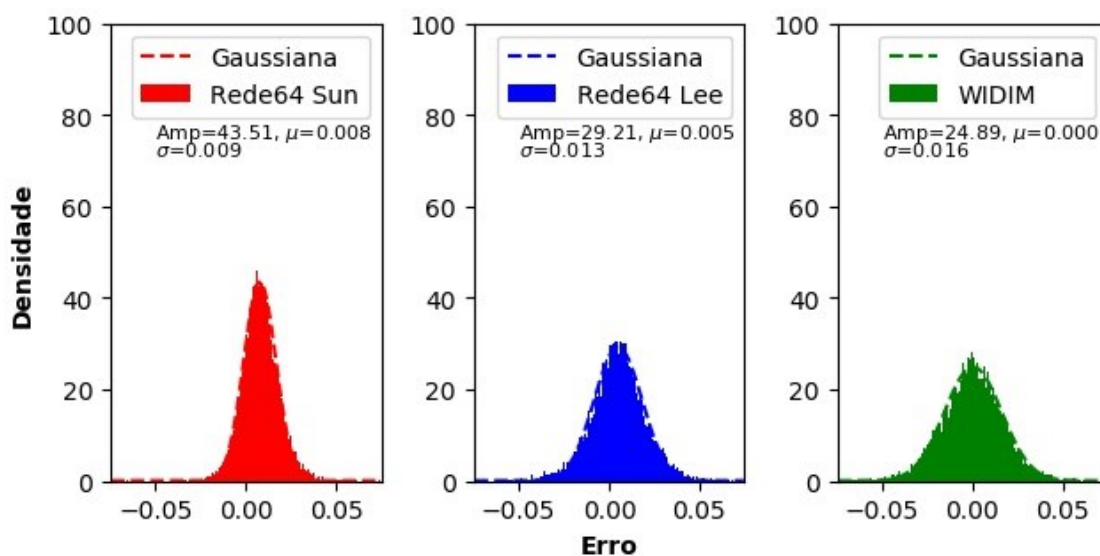 Densidade
100
80
60
40
20
0
Gaussiana
Rede64 Sun
Amp=43.51, μ=0.008
σ=0.009
−0.05 0.00 0.05
100
80
60
40
20
0
Gaussiana
Rede64 Lee
Amp=29.21, μ=0.005
σ=0.013
−0.05 0.00 0.05
100
80
60
40
20
0
Gaussiana
WIDIM
Amp=24.89, μ=0.000
σ=0.016
−0.05 0.00 0.05
Erro